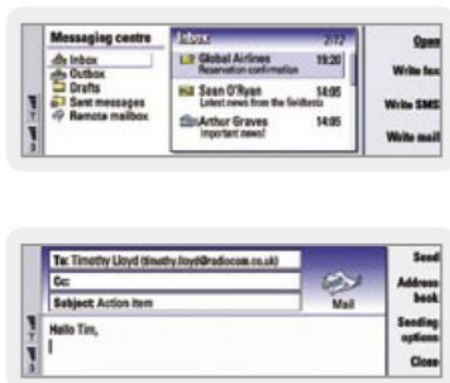 Messaging centre
Inbox
Outbox
Drafts
Sent messages
Remote mailbox
Inbox 2/12
Global Airlines 19:20
Reservation confirmation
Sean O'Ryan 14:05
Latest news from the fieldtests
Arthur Graves 14:05
Important news!
Open
Write fax
Write SMS
Write mail
To: Timothy Lloyd (timothy.lloyd@radiocom.co.uk)
Cc:
Subject: Action item
Mail
Hello Tim,
Send
Address
book
Sending
options
Close